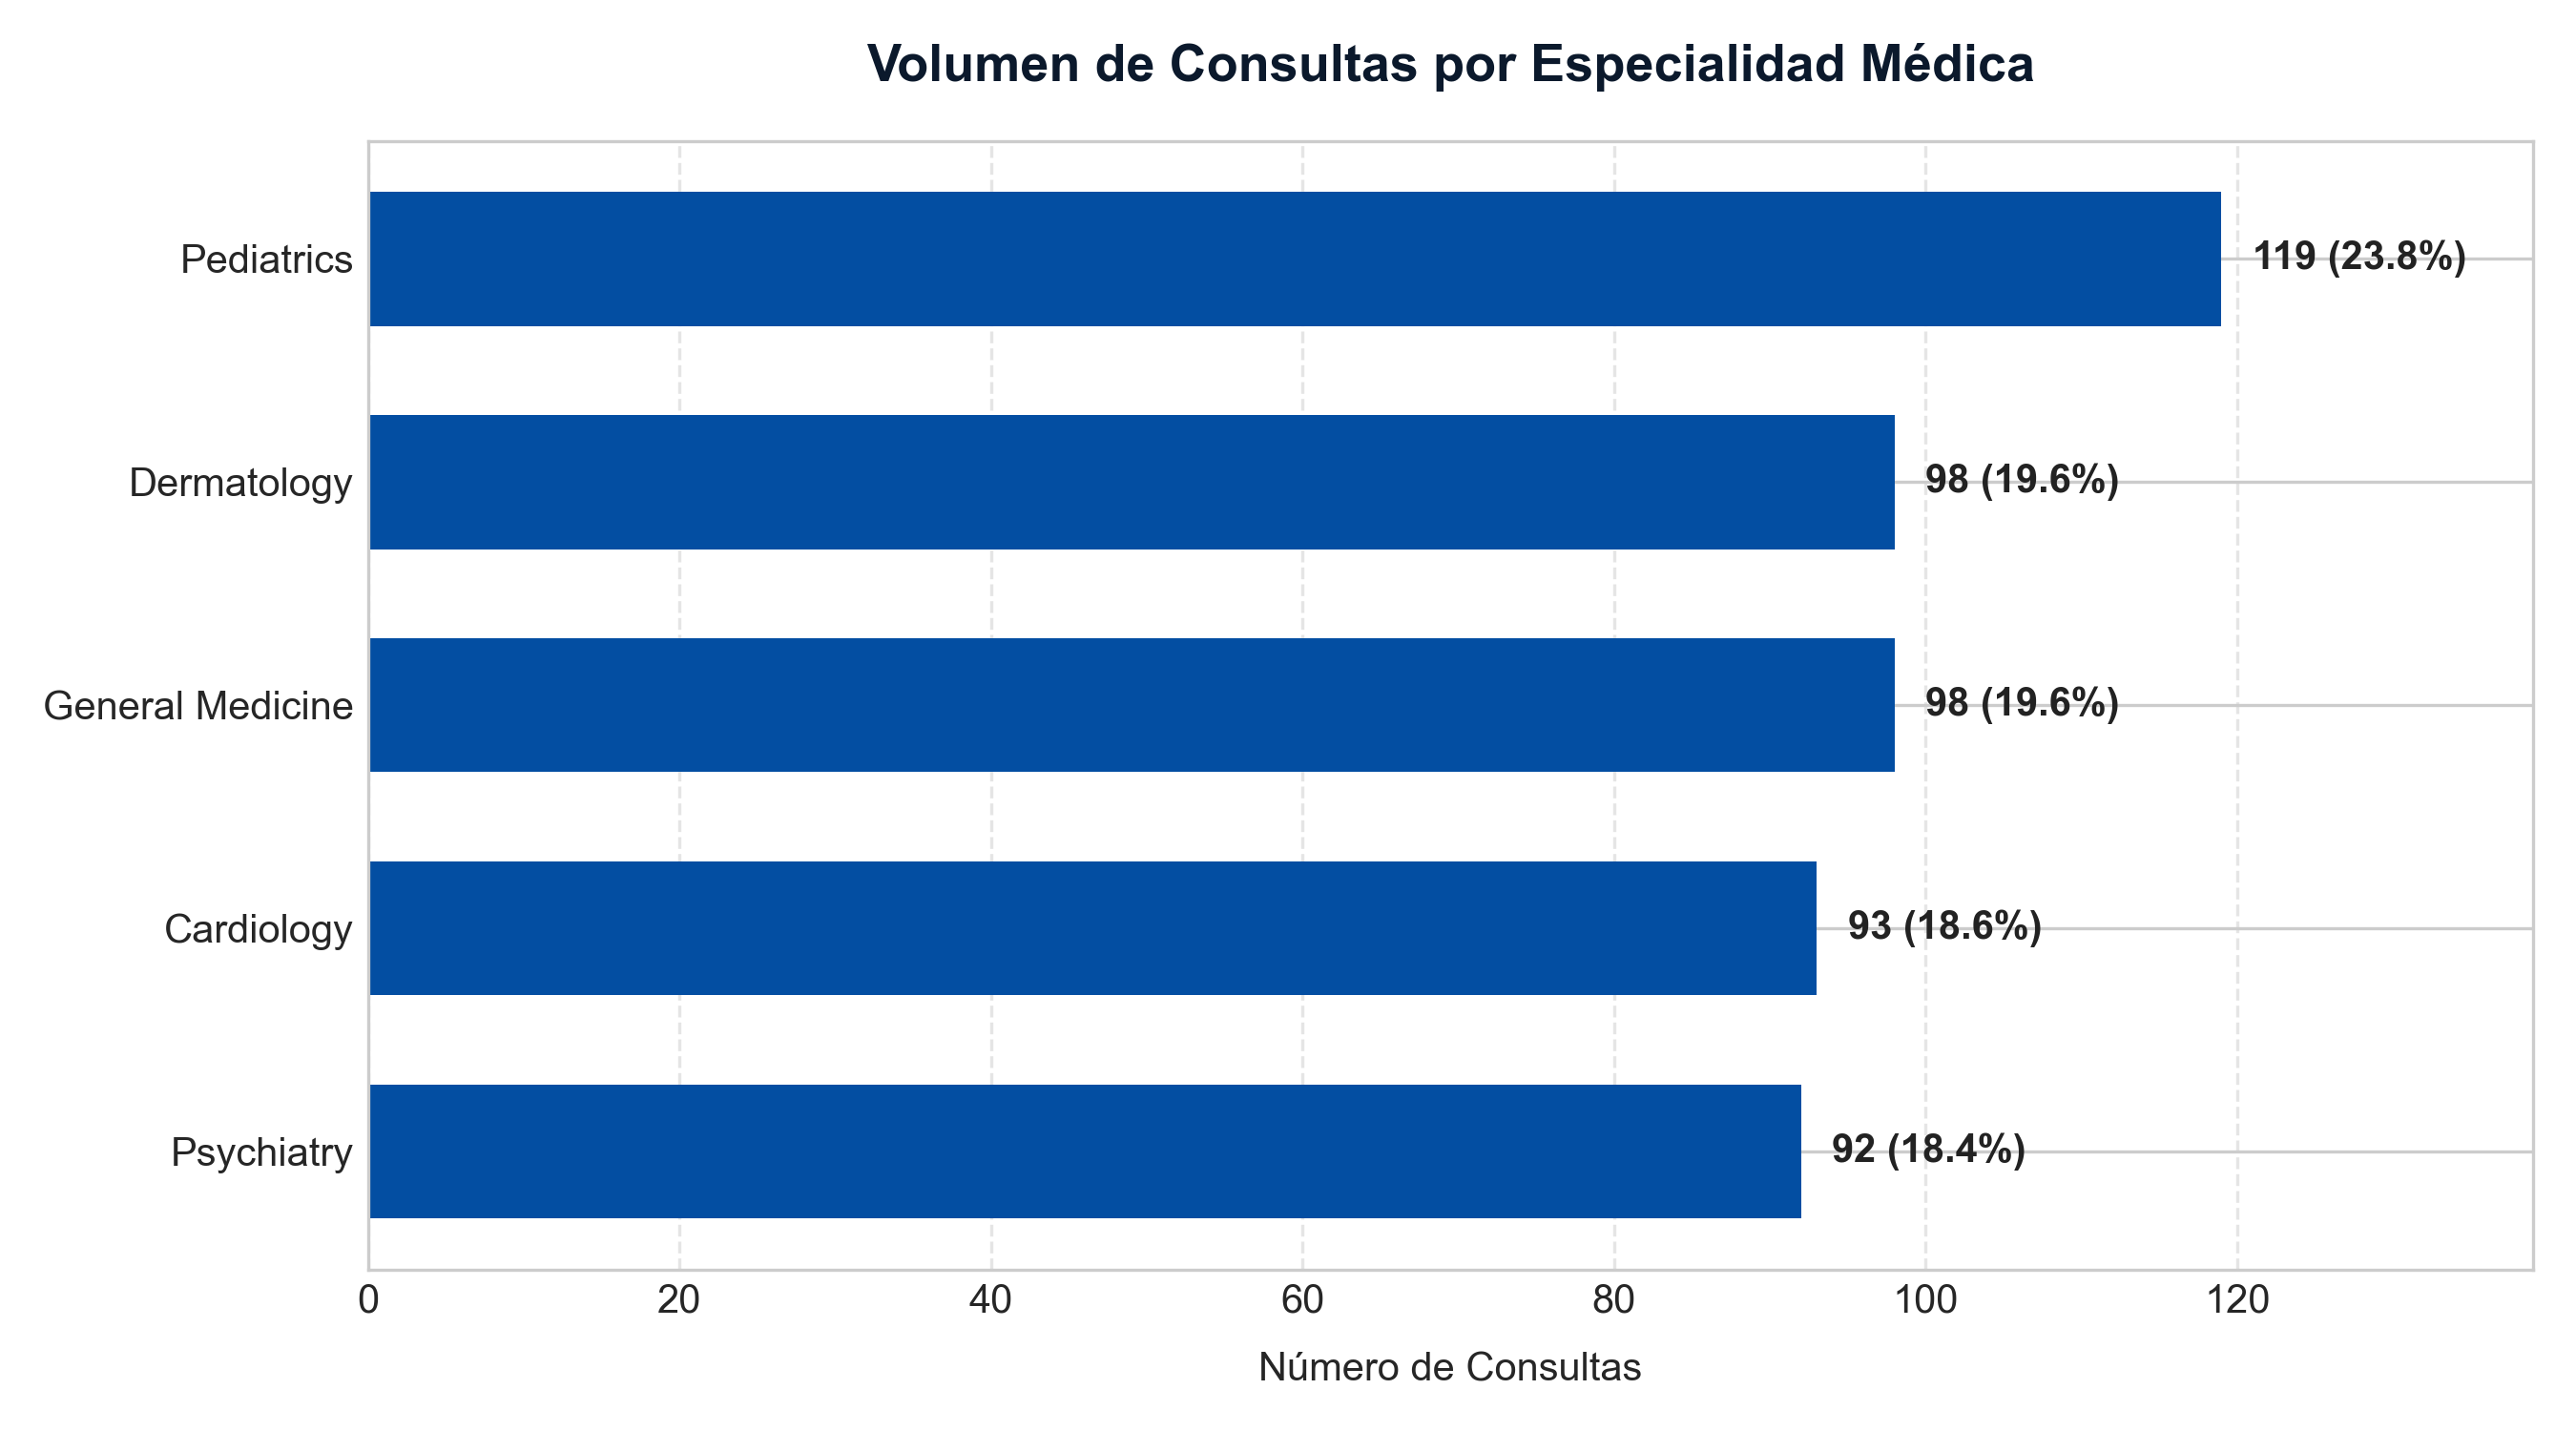 Volumen de Consultas por Especialidad Médica
Pediatrics
119 (23.8%)
Dermatology
98 (19.6%)
General Medicine
98 (19.6%)
Cardiology
93 (18.6%)
Psychiatry
92 (18.4%)
0 20 40 60 80 100 120
Número de Consultas